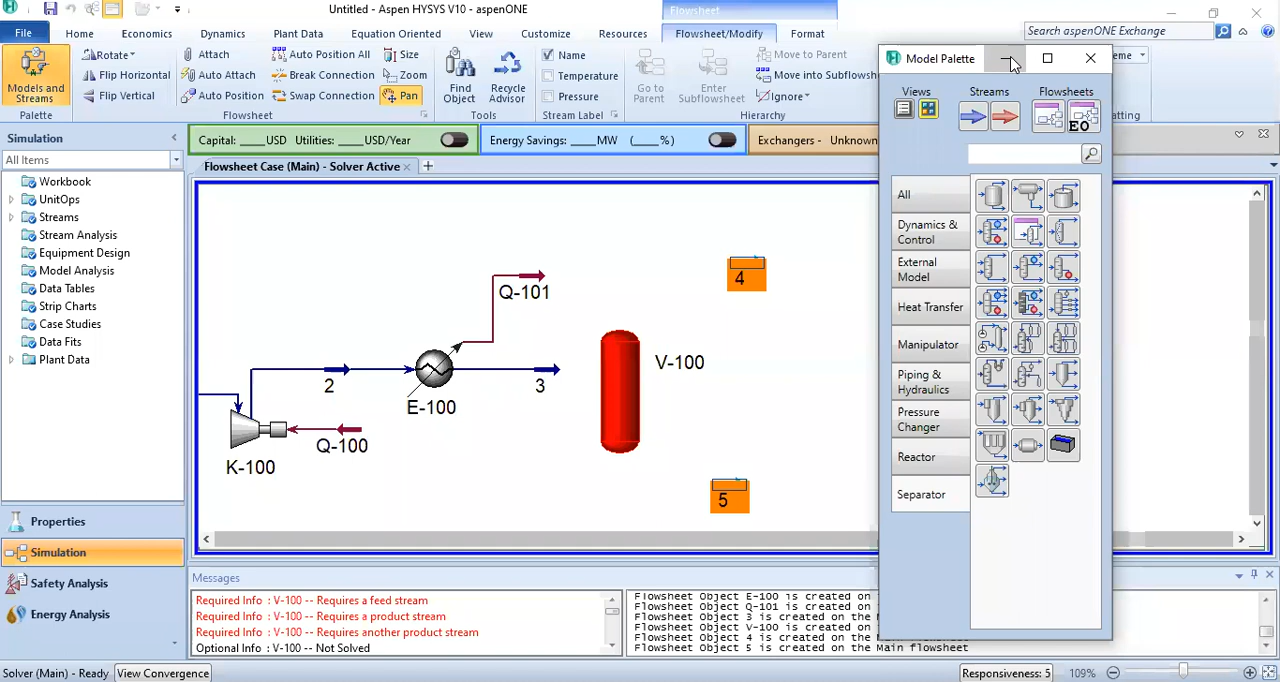 Untitled - Aspen HYSYS V10 - aspenONE
Flowsheet
File
Home
Economics
Dynamics
Plant Data
Equation Oriented
View
Customize
Resources
Flowsheet/Modify
Format
Search aspenONE Exchange
Models and
Streams
Palette
Rotate
Flip Horizontal
Flip Vertical
Attach
Auto Attach
Auto Position
Auto Position All
Break Connection
Swap Connection
Size
Zoom
Pan
Flowsheet
Find
Object
Recycle
Advisor
Tools
Name
Temperature
Pressure
Stream Label
Go to
Parent
Enter
Subflowsheet
Move to Parent
Move into Subflowsh
Ignore
Hierarchy
Simulation
All Items
Workbook
UnitOps
Streams
Stream Analysis
Equipment Design
Model Analysis
Data Tables
Strip Charts
Case Studies
Data Fits
Plant Data
Properties
Simulation
Safety Analysis
Energy Analysis
Capital: ____USD Utilities: ____USD/Year
Energy Savings: ____MW (____%)
Exchangers - Unknown
Flowsheet Case (Main) - Solver Active
Q-101
2
3
E-100
Q-100
K-100
V-100
4
5
Model Palette
Views
Streams
Flowsheets
EO
All
Dynamics &
Control
External
Model
Heat Transfer
Manipulator
Piping &
Hydraulics
Pressure
Changer
Reactor
Separator
Messages
Required Info : V-100 -- Requires a feed stream
Required Info : V-100 -- Requires a product stream
Required Info : V-100 -- Requires another product stream
Optional Info : V-100 -- Not Solved
Flowsheet Object E-100 is created on
Flowsheet Object Q-101 is created on
Flowsheet Object 3 is created on the
Flowsheet Object V-100 is created on
Flowsheet Object 4 is created on the Main flowsheet
Flowsheet Object 5 is created on the Main flowsheet
Solver (Main) - Ready
View Convergence
Responsiveness: 5
109%